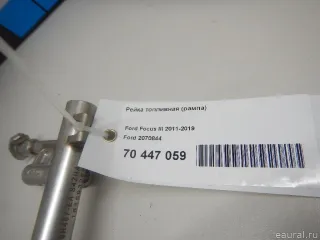 Рейка топливная (рампа)
Ford Focus III 2011-2019
Ford 2070844
70 447 059
eaural.ru